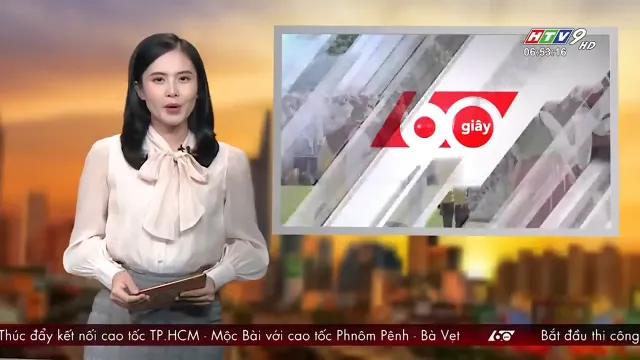 HTV9 HD
06:53:16
60 giây
Thúc đẩy kết nối cao tốc TP.HCM - Mộc Bài với cao tốc Phnôm Pênh - Bà Vẹt 60 Bắt đầu thi công